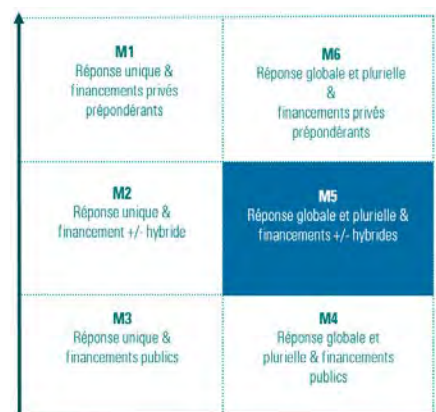 M1
Réponse unique &
financements privés
prépondérants
M6
Réponse globale et plurielle
&
financements privés
prépondérants
M2
Réponse unique &
financement +/- hybride
M5
Réponse globale et plurielle &
financements +/- hybrides
M3
Réponse unique &
financements publics
M4
Réponse globale et
plurielle & financements
publics